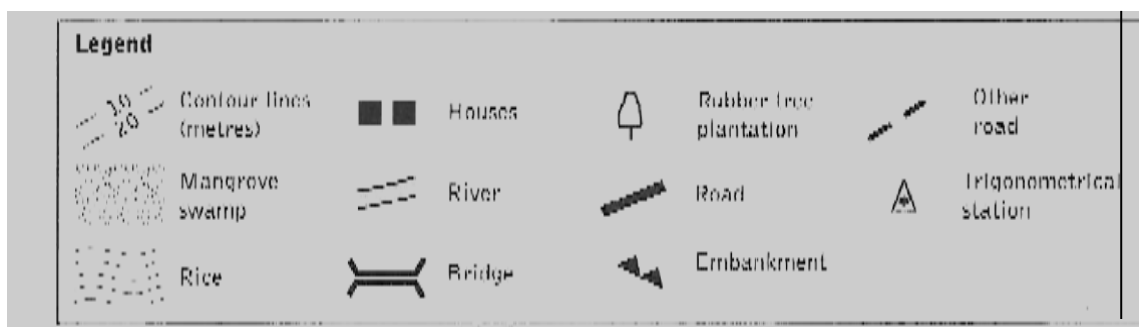 Legend
10
20
Contour lines
(metres)
Houses
Rubber tree
plantation
Other
road
Mangrove
swamp
River
Road
Trigonometrical
station
Rice
Bridge
Embankment